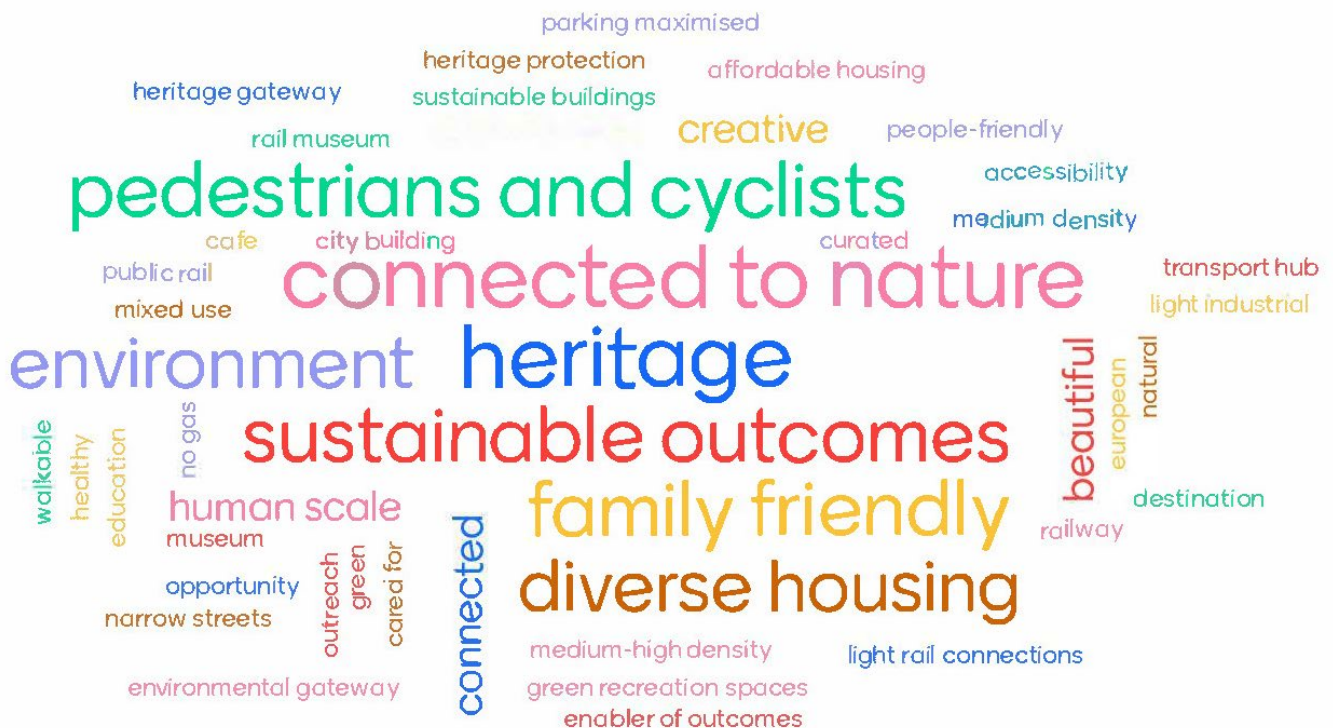 parking maximised
heritage protection
affordable housing
heritage gateway
sustainable buildings
creative
people-friendly
rail museum
accessibility
pedestrians and cyclists
medium density
cafe
city building
curated
connected to nature
public rail
transport hub
mixed use
light industrial
environment
heritage
beautiful
european
natural
sustainable outcomes
walkable
healthy
education
no gas
human scale
family friendly
destination
museum
railway
connected
opportunity
outreach
green
cared for
diverse housing
narrow streets
medium-high density
light rail connections
environmental gateway
green recreation spaces
enabler of outcomes